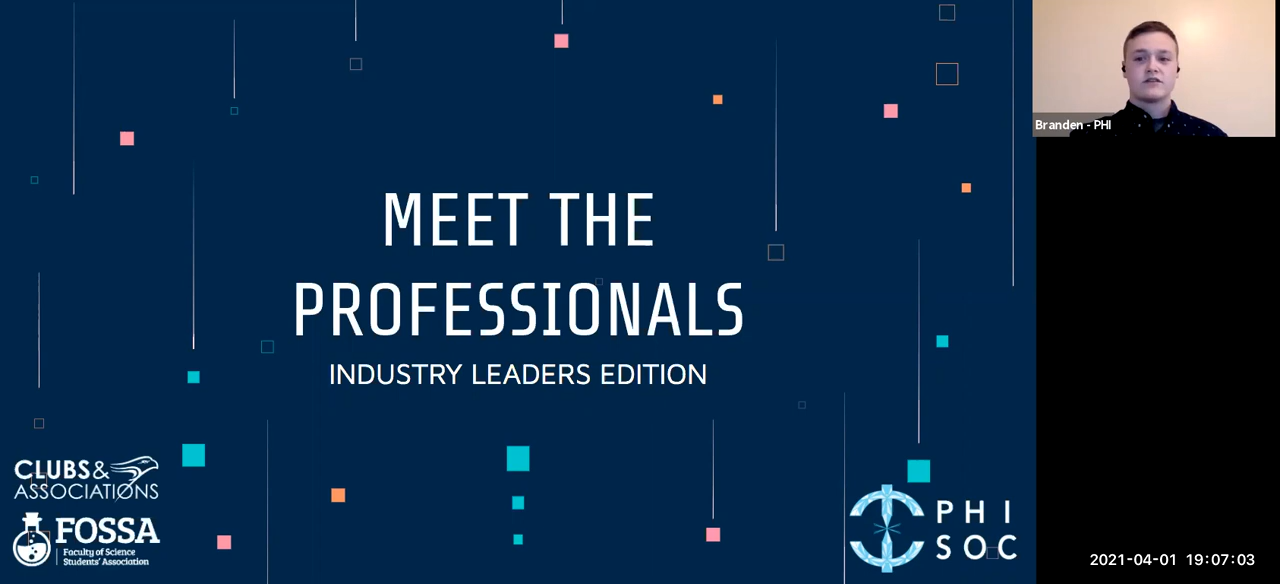 MEET THE
PROFESSIONALS
INDUSTRY LEADERS EDITION
CLUBS&
ASSOCIATIONS
FOSSA
Faculty of Science
Students' Association
PHI
SOC
Branden - PHI
2021-04-01 19:07:03